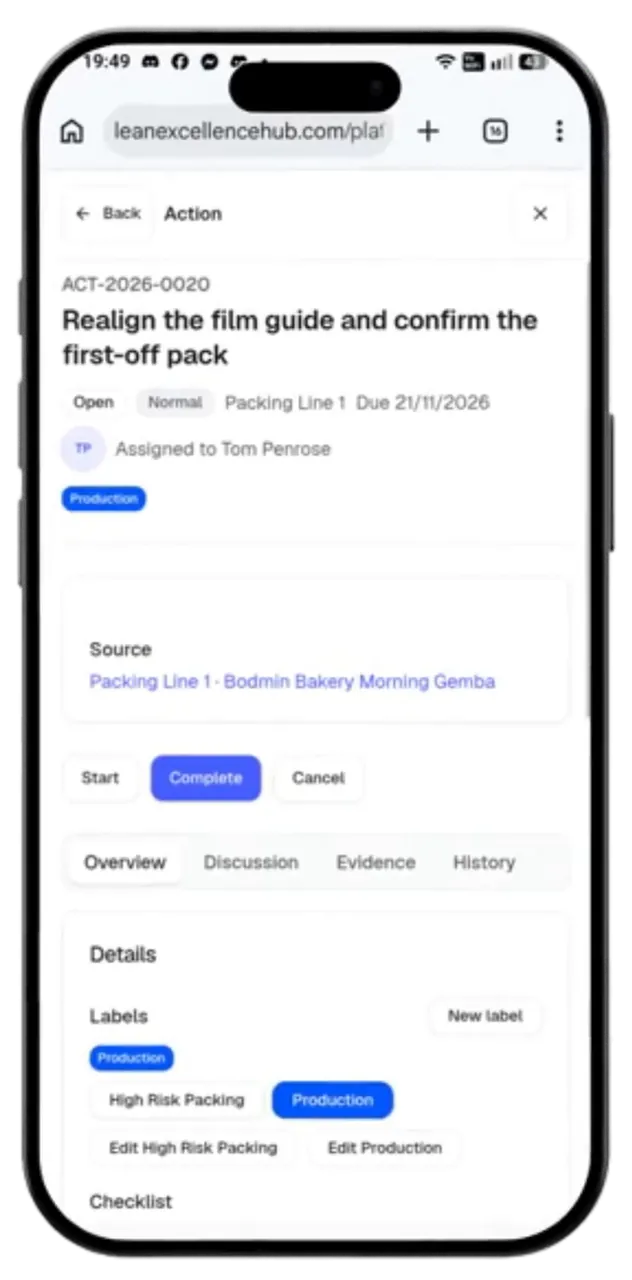 19:49
leanexcellencehub.com/plat
16
← Back Action ×
ACT-2026-0020
Realign the film guide and confirm the
first-off pack
Open Normal Packing Line 1 Due 21/11/2026
TP Assigned to Tom Penrose
Production
Source
Packing Line 1 · Bodmin Bakery Morning Gemba
Start Complete Cancel
Overview Discussion Evidence History
Details
Labels New label
Production
High Risk Packing Production
Edit High Risk Packing Edit Production
Checklist